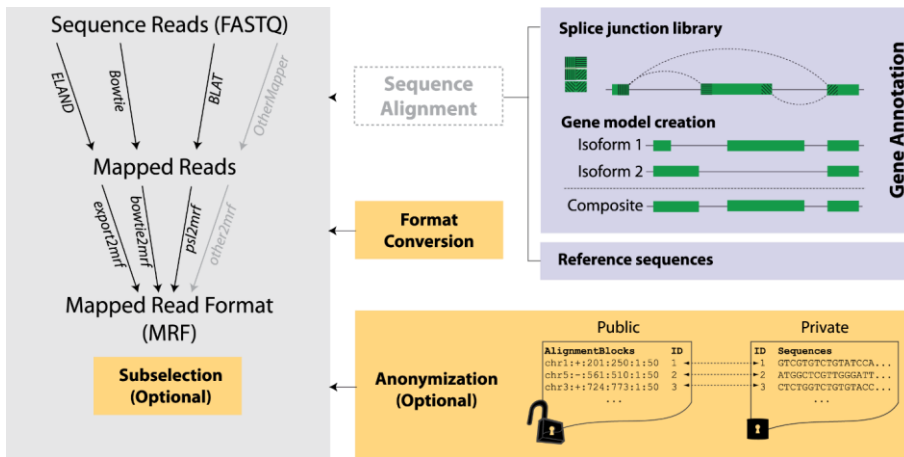 Sequence Reads (FASTQ)
ELAND
Bowtie
BLAT
OtherMapper
Mapped Reads
export2mrf
bowtie2mrf
psl2mrf
other2mrf
Mapped Read Format
(MRF)
Subselection
(Optional)
Sequence
Alignment
Format
Conversion
Splice junction library
Gene model creation
Isoform 1
Isoform 2
Composite
Gene Annotation
Reference sequences
Anonymization
(Optional)
Public
AlignmentBlocks ID
chr1:+:201:250:1:50 1
chr5:-:561:510:1:50 2
chr3:+:724:773:1:50 3
...
Private
ID Sequences
1 GTCGTGTCTGTATCCA...
2 ATGGCTCGTTGGGATT...
3 CTCTGGTCTGTGTACC...
...